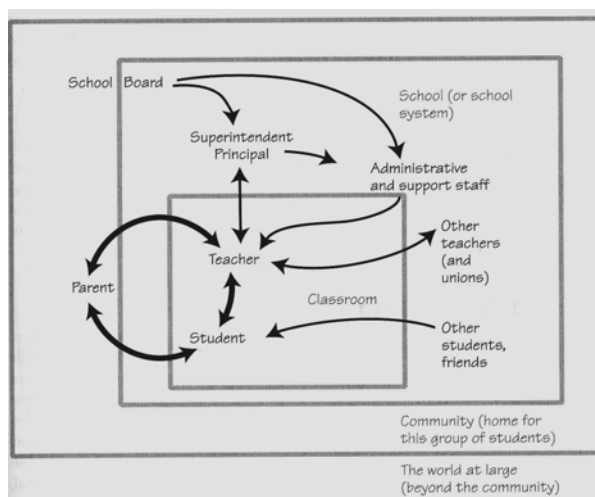 School Board
School (or school
system)
Superintendent
Principal
Administrative
and support staff
Other
teachers
(and
unions)
Teacher
Parent
Classroom
Student
Other
students,
friends
Community (home for
this group of students)
The world at large
(beyond the community)